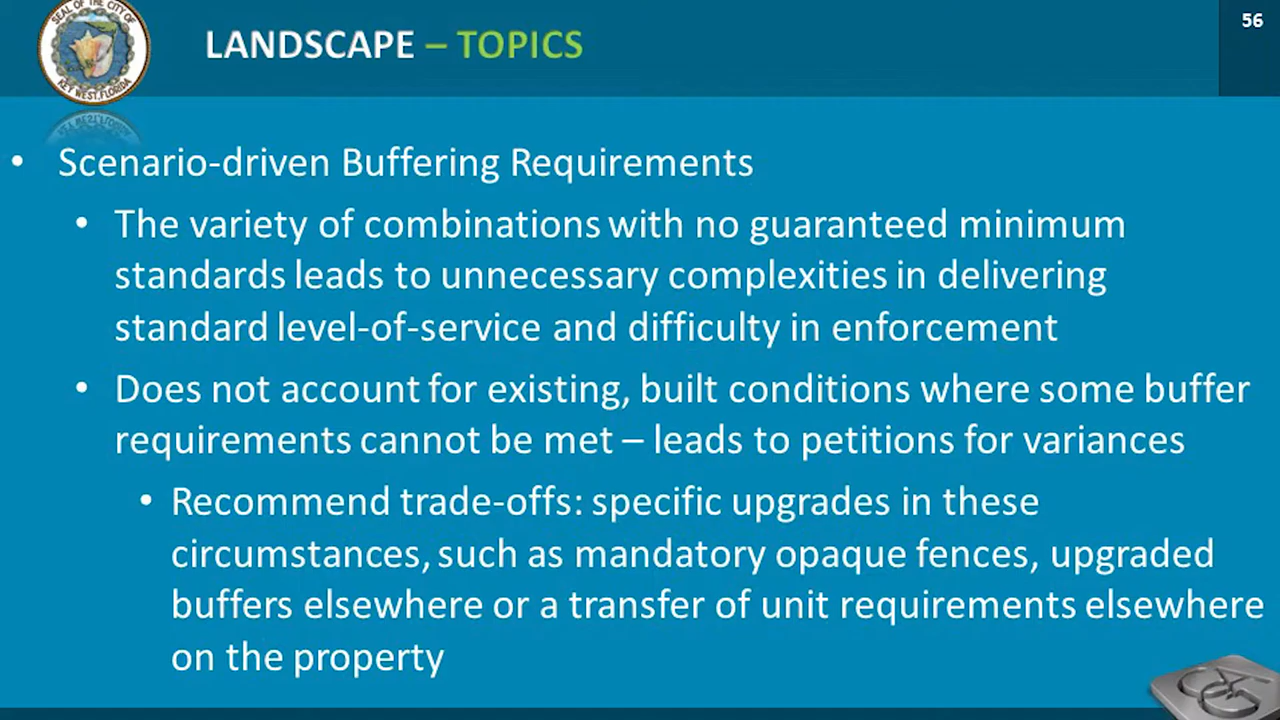 SEAL OF THE CITY OF
KEY WEST, FLORIDA
LANDSCAPE – TOPICS
56
• Scenario-driven Buffering Requirements
• The variety of combinations with no guaranteed minimum
standards leads to unnecessary complexities in delivering
standard level-of-service and difficulty in enforcement
• Does not account for existing, built conditions where some buffer
requirements cannot be met – leads to petitions for variances
• Recommend trade-offs: specific upgrades in these
circumstances, such as mandatory opaque fences, upgraded
buffers elsewhere or a transfer of unit requirements elsewhere
on the property